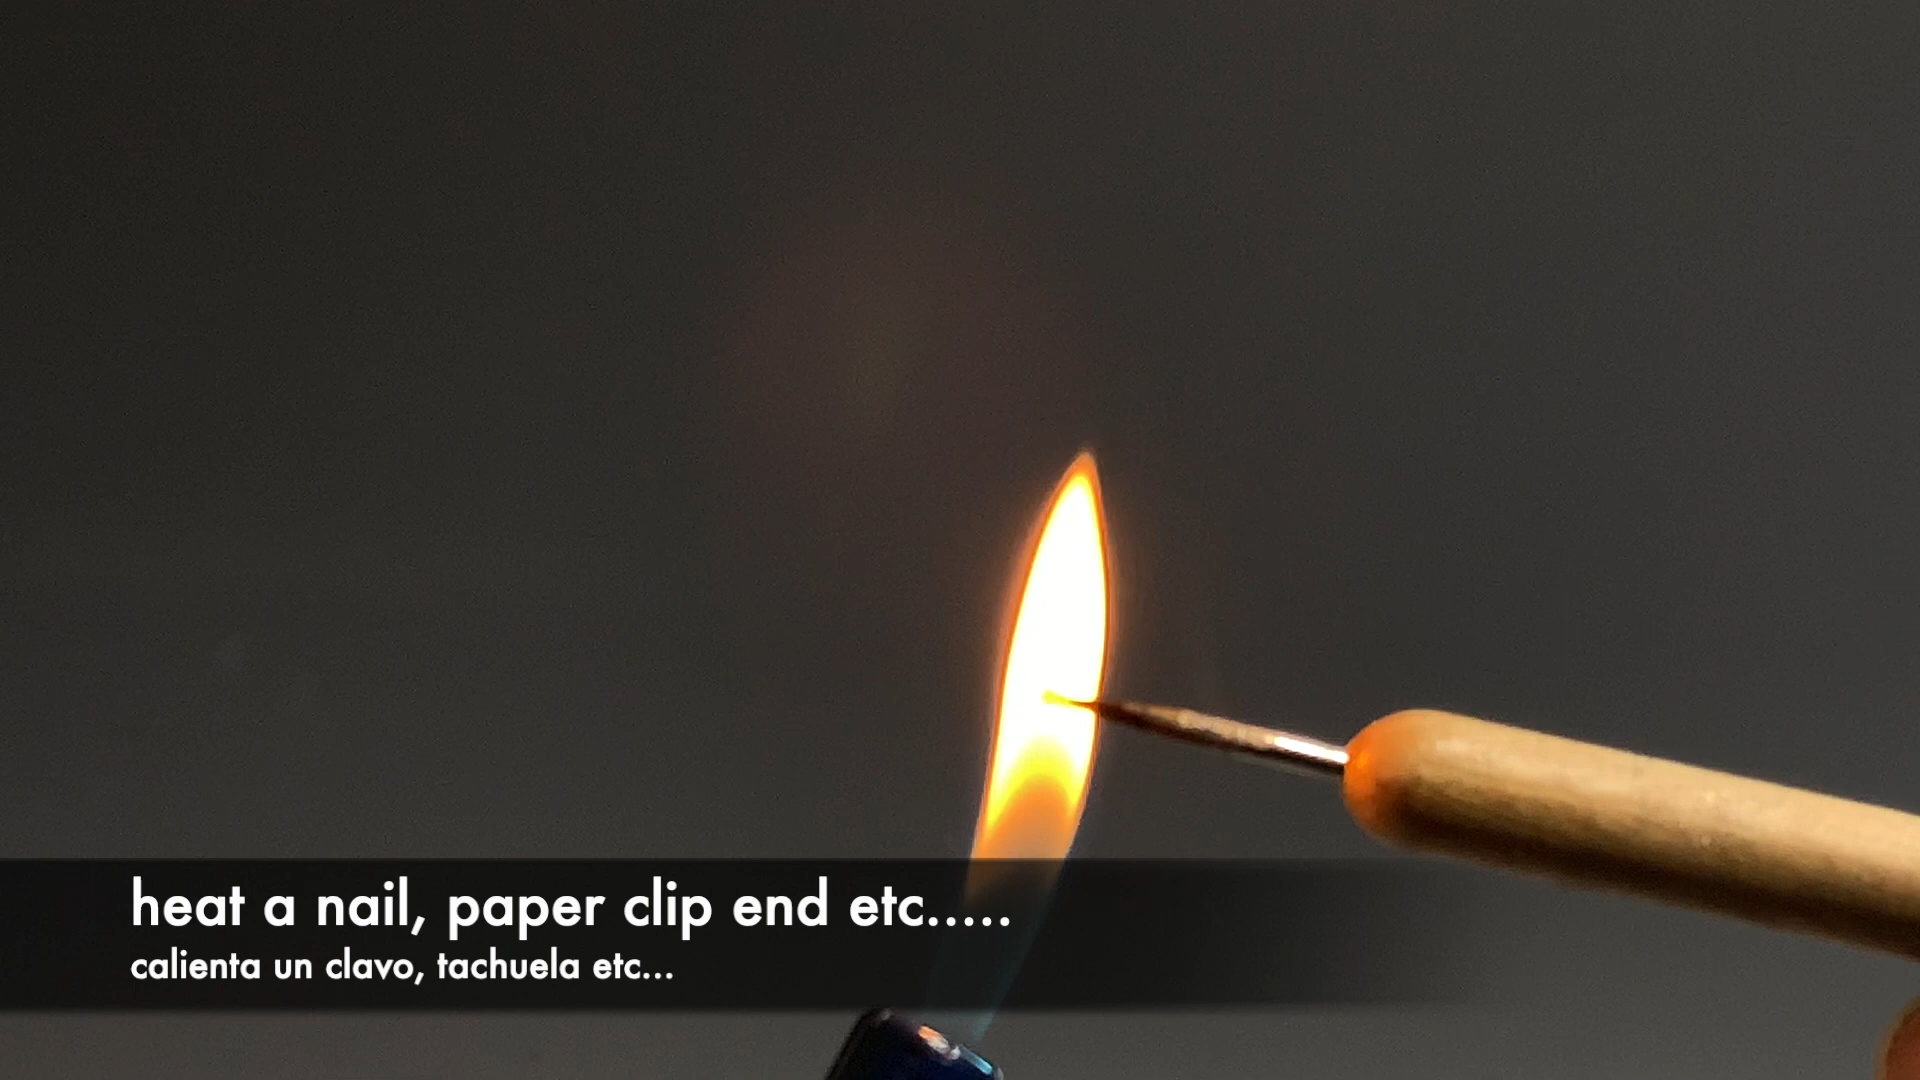 heat a nail, paper clip end etc.....
calienta un clavo, tachuela etc...